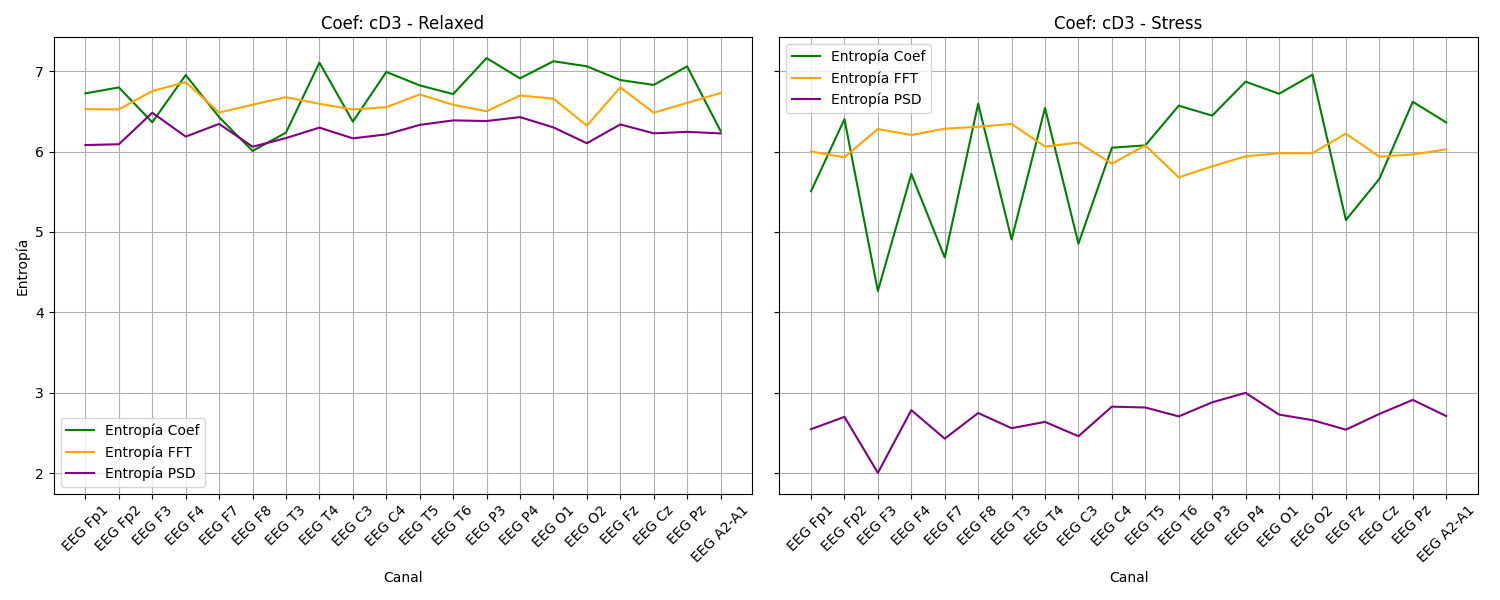 Coef: cD3 - Relaxed
Entropía
7
6
5
4
3
2
Entropía Coef
Entropía FFT
Entropía PSD
EEG Fp1
EEG Fp2
EEG F3
EEG F4
EEG F7
EEG F8
EEG T3
EEG T4
EEG C3
EEG C4
EEG T5
EEG T6
EEG P3
EEG P4
EEG O1
EEG O2
EEG Fz
EEG Cz
EEG Pz
EEG A2-A1
Canal
Coef: cD3 - Stress
Entropía Coef
Entropía FFT
Entropía PSD
EEG Fp1
EEG Fp2
EEG F3
EEG F4
EEG F7
EEG F8
EEG T3
EEG T4
EEG C3
EEG C4
EEG T5
EEG T6
EEG P3
EEG P4
EEG O1
EEG O2
EEG Fz
EEG Cz
EEG Pz
EEG A2-A1
Canal